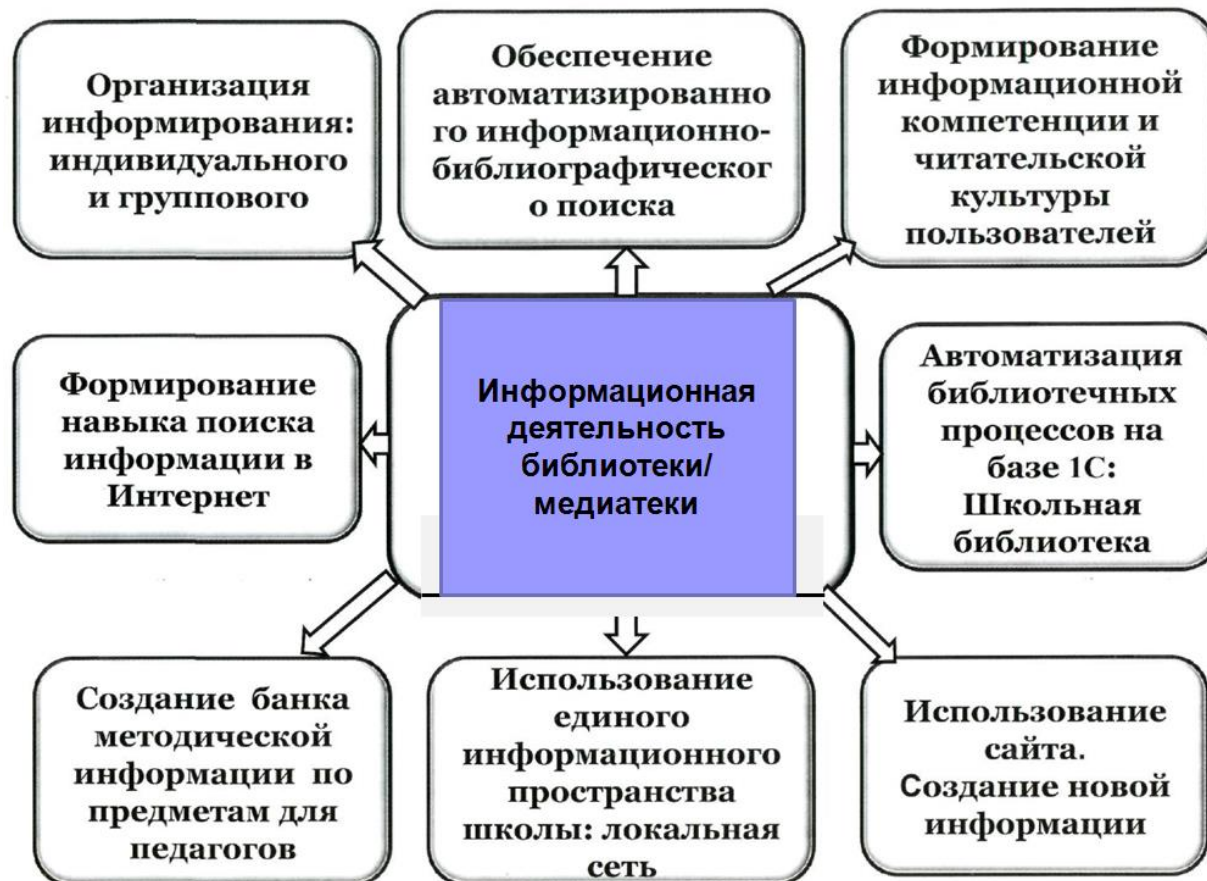 Организация
информирования:
индивидуального
и группового
Обеспечение
автоматизированно
го информационно-
библиографическог
о поиска
Формирование
информационной
компетенции и
читательской
культуры
пользователей
Формирование
навыка поиска
информации в
Интернет
Информационная
деятельность
библиотеки/
медиатеки
Автоматизация
библиотечных
процессов на
базе 1С:
Школьная
библиотека
Создание банка
методической
информации по
предметам для
педагогов
Использование
единого
информационного
пространства
школы: локальная
сеть
Использование
сайта.
Создание новой
информации